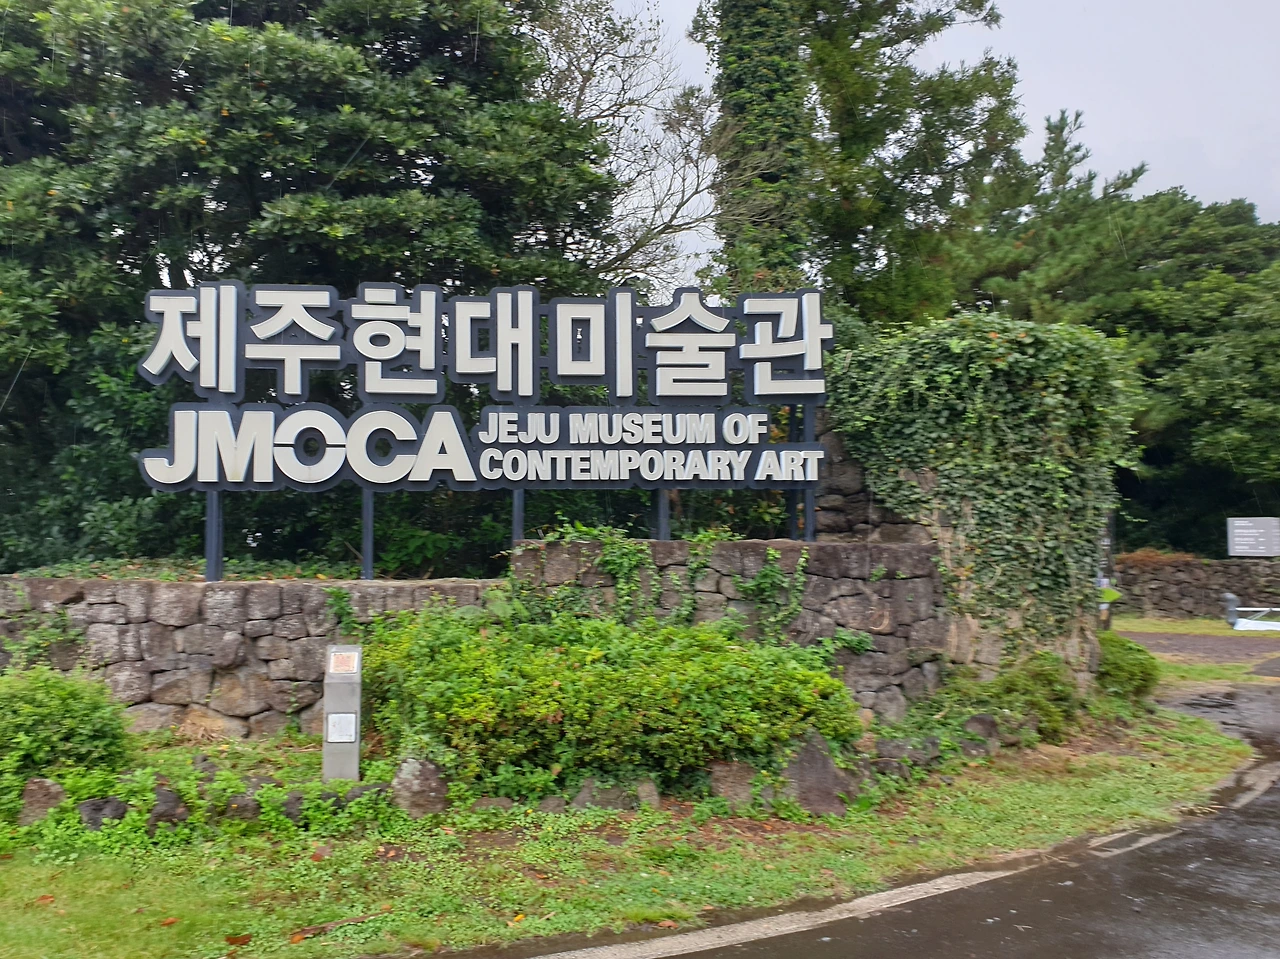 제주현대미술관
JMOCA JEJU MUSEUM OF
CONTEMPORARY ART